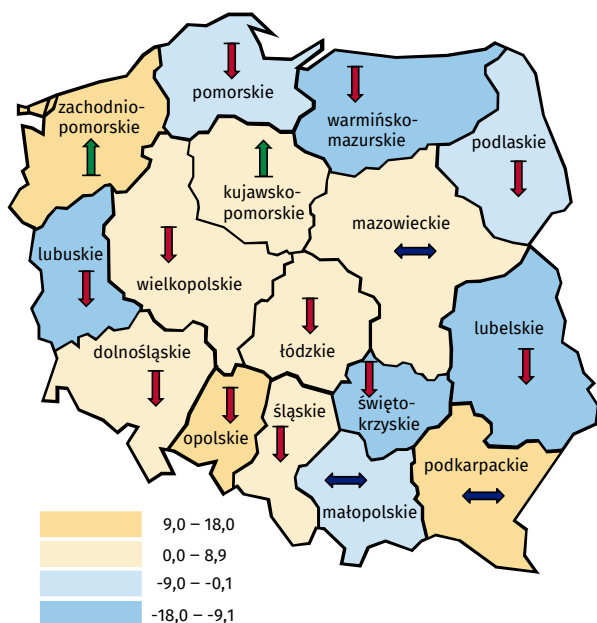 pomorskie
zachodnio-
pomorskie
warmińsko-
mazurskie
podlaskie
kujawsko-
pomorskie
mazowieckie
lubuskie
wielkopolskie
lubelskie
łódzkie
dolnośląskie
święto-
krzyskie
śląskie
opolskie
podkarpackie
małopolskie
9,0 – 18,0
0,0 – 8,9
-9,0 – -0,1
-18,0 – -9,1